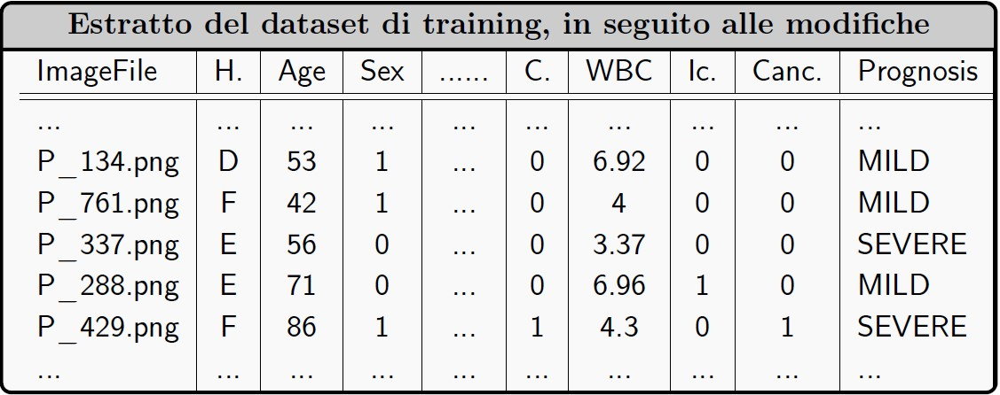 Estratto del dataset di training, in seguito alle modifiche
ImageFile H. Age Sex ...... C. WBC Ic. Canc. Prognosis
... ... ... ... ... ... ... ... ... ...
P_134.png D 53 1 ... 0 6.92 0 0 MILD
P_761.png F 42 1 ... 0 4 0 0 MILD
P_337.png E 56 0 ... 0 3.37 0 0 SEVERE
P_288.png E 71 0 ... 0 6.96 1 0 MILD
P_429.png F 86 1 ... 1 4.3 0 1 SEVERE
... ... ... ... ... ... ... ... ... ...